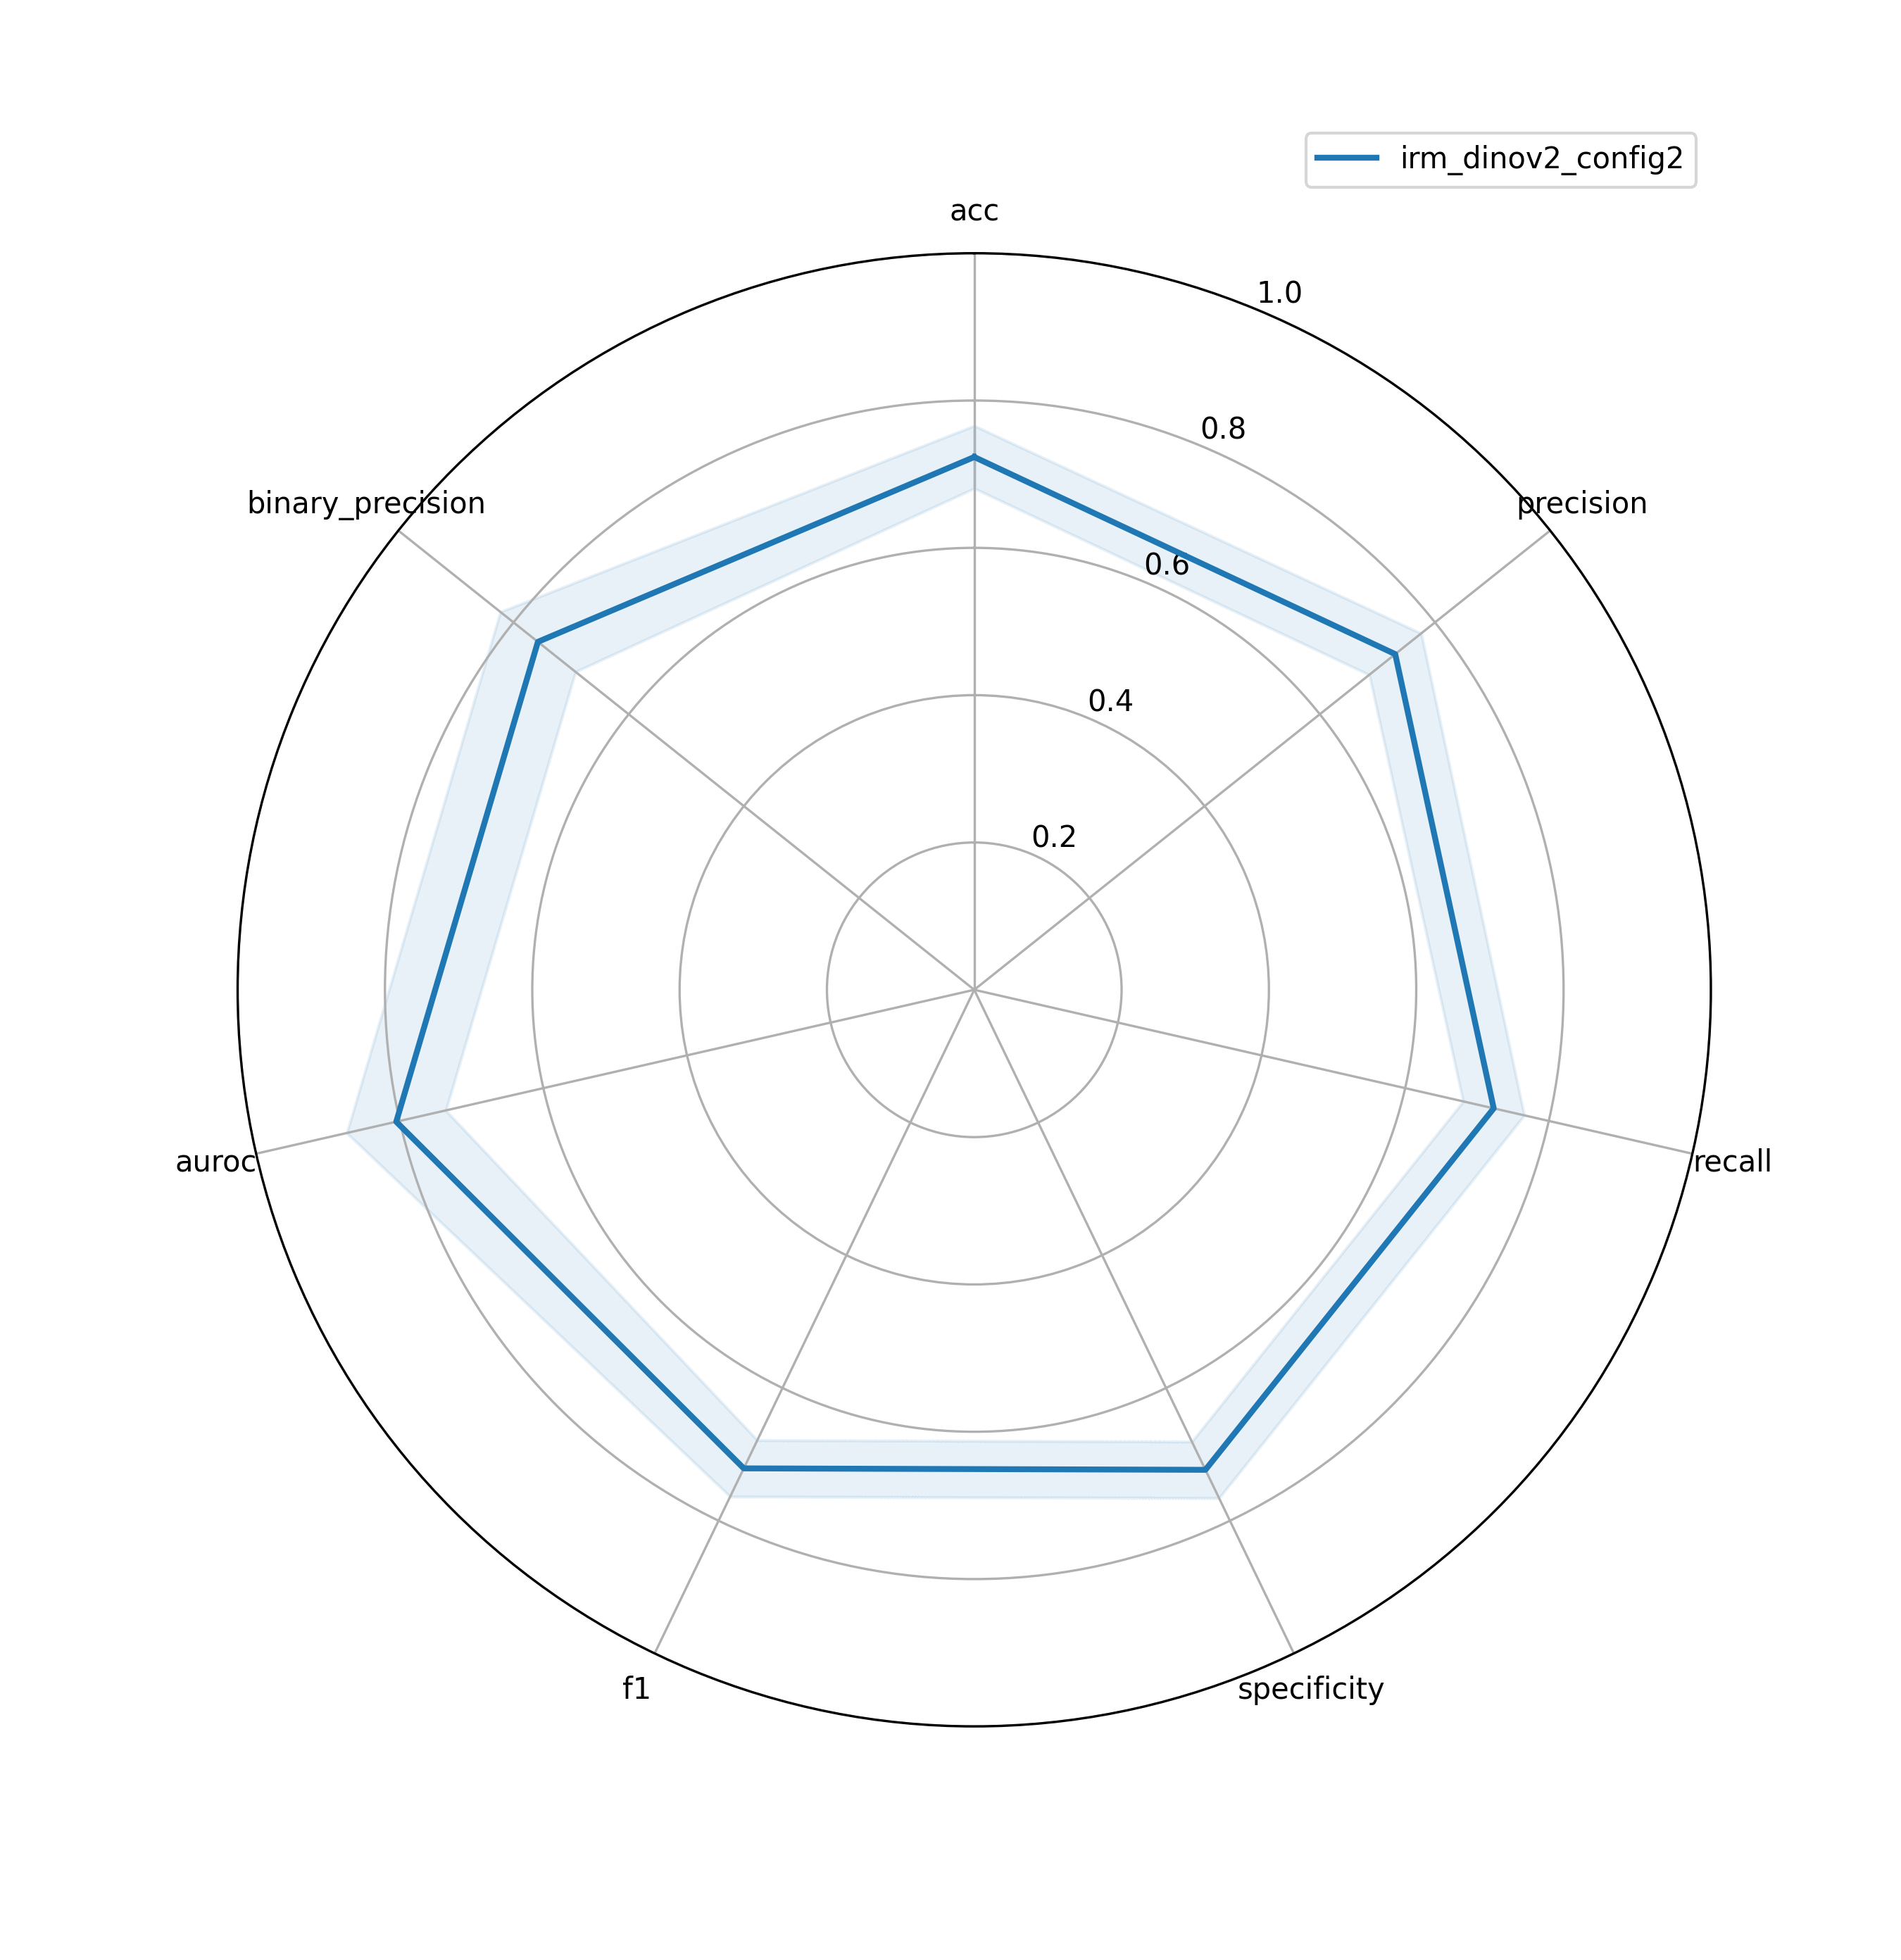 irm_dinov2_config2
acc
1.0
0.8
binary_precision
precision
0.6
0.4
0.2
auroc
recall
f1
specificity